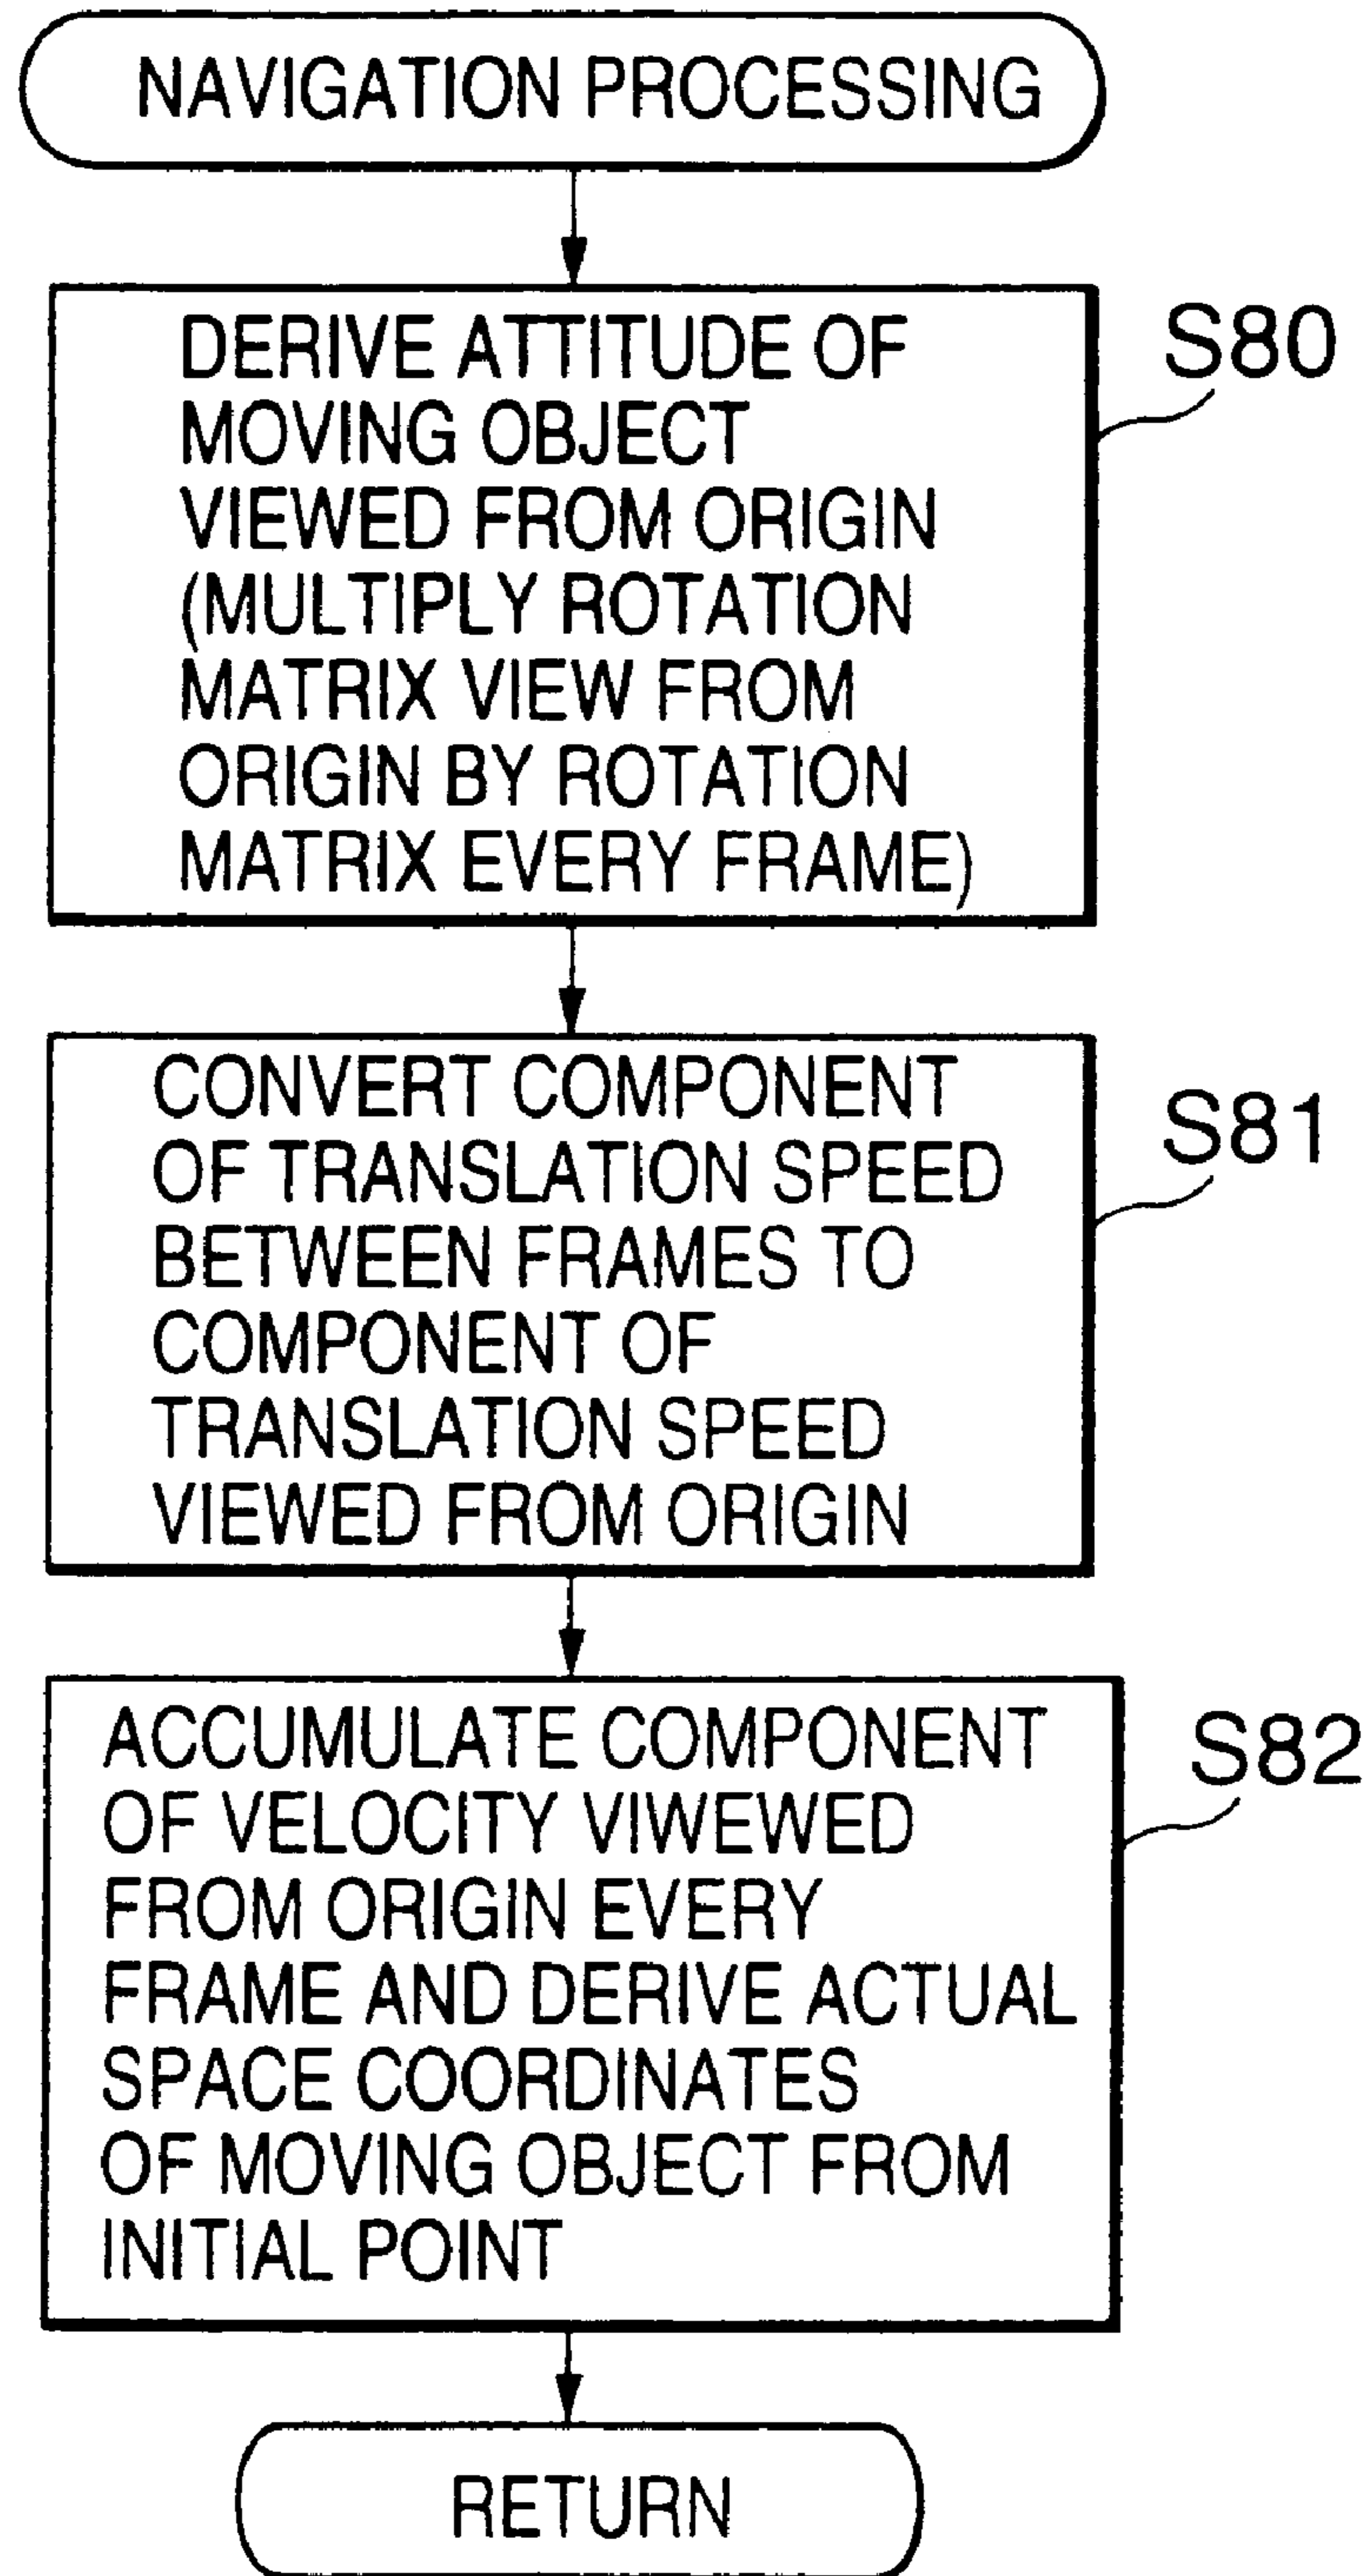 NAVIGATION PROCESSING
DERIVE ATTITUDE OF
MOVING OBJECT
VIEWED FROM ORIGIN
(MULTIPLY ROTATION
MATRIX VIEW FROM
ORIGIN BY ROTATION
MATRIX EVERY FRAME)
S80
CONVERT COMPONENT
OF TRANSLATION SPEED
BETWEEN FRAMES TO
COMPONENT OF
TRANSLATION SPEED
VIEWED FROM ORIGIN
S81
ACCUMULATE COMPONENT
OF VELOCITY VIWEWED
FROM ORIGIN EVERY
FRAME AND DERIVE ACTUAL
SPACE COORDINATES
OF MOVING OBJECT FROM
INITIAL POINT
S82
RETURN